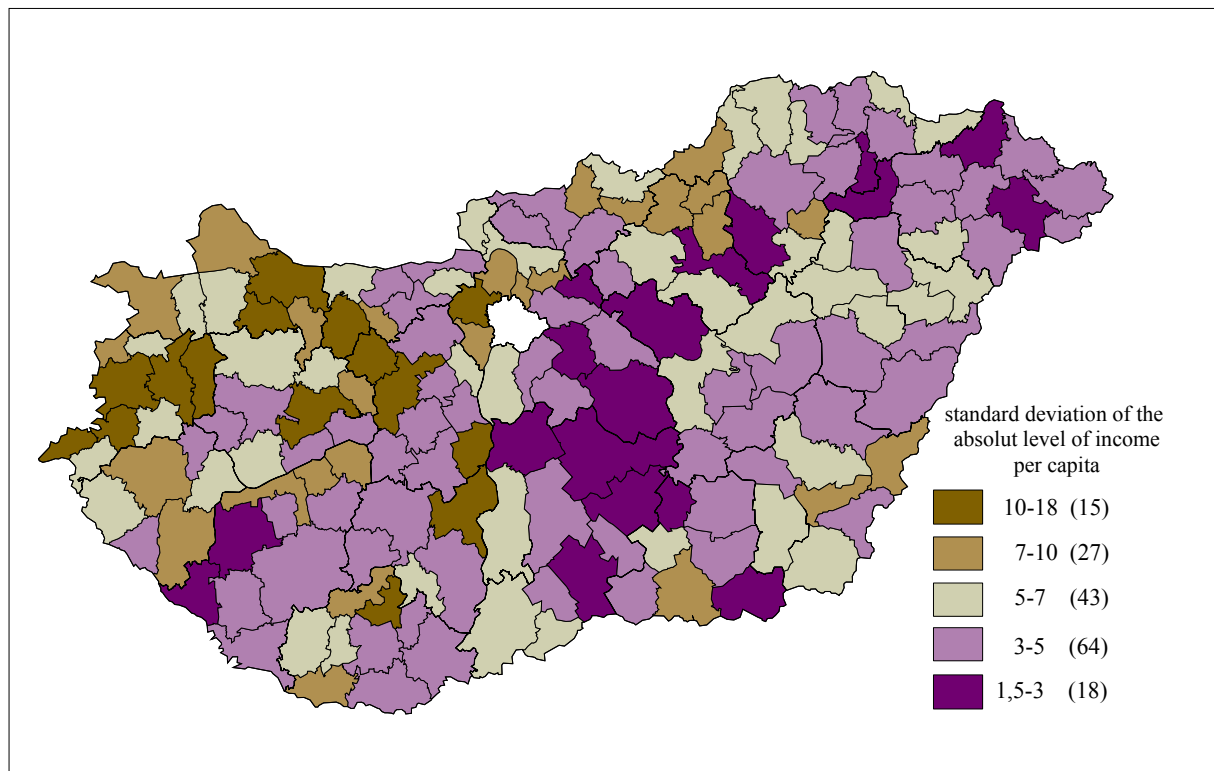 standard deviation of the
absolut level of income
per capita
10-18 (15)
7-10 (27)
5-7 (43)
3-5 (64)
1,5-3 (18)